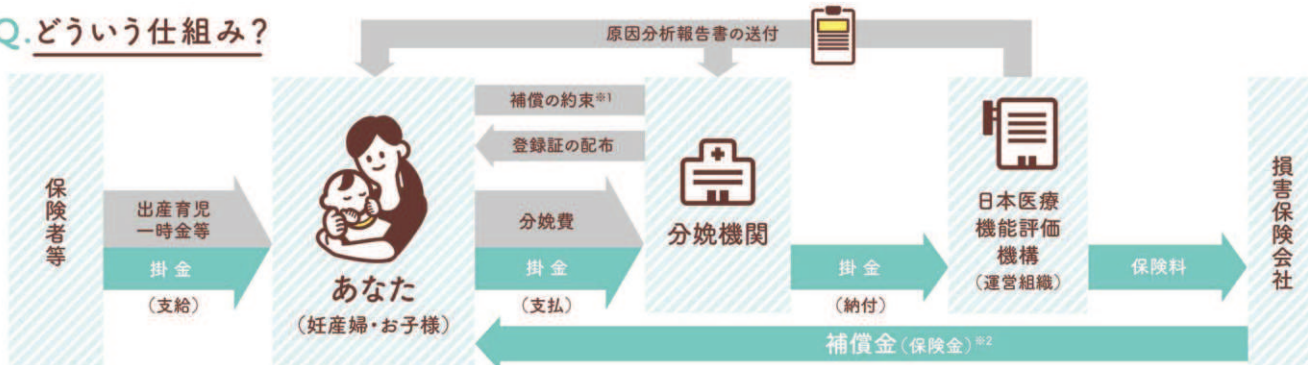 Q.どういう仕組み?
原因分析報告書の送付
保険者等
出産育児
一時金等
掛金
(支給)
あなた
(妊産婦・お子様)
補償の約束※1
登録証の配布
分娩費
掛金
(支払)
分娩機関
掛金
(納付)
日本医療
機能評価
機構
(運営組織)
保険料
損害保険会社
補償金(保険金)※2